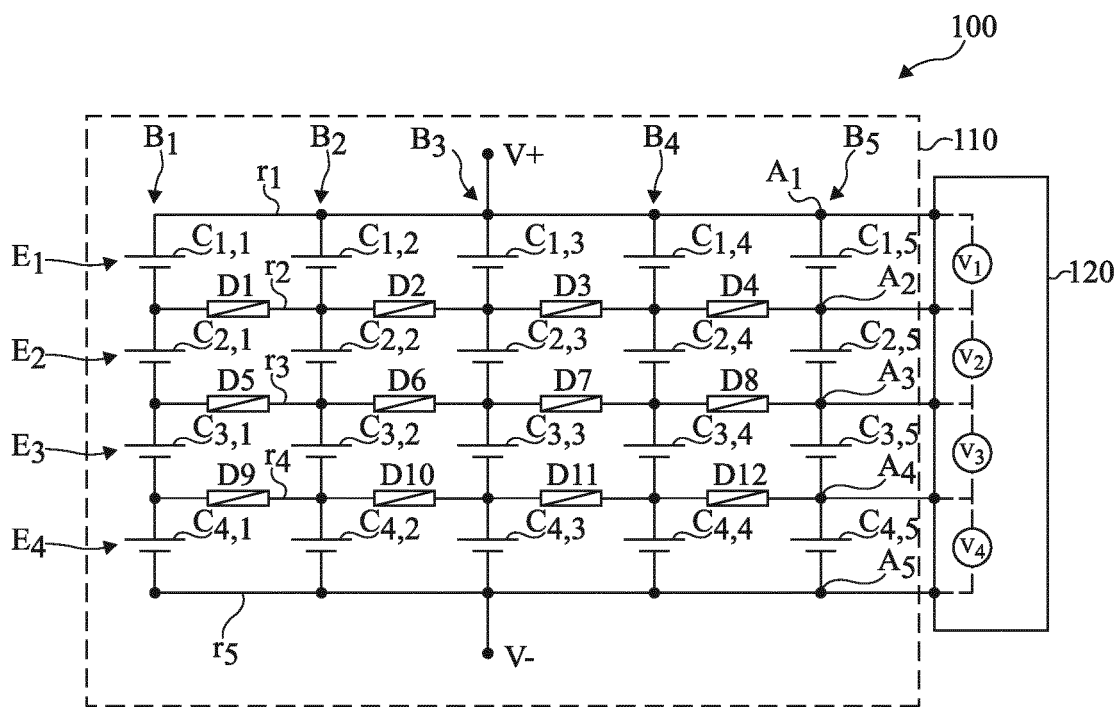 100
B1 B2 B3 V+ B4 B5 110
r1 A1
E1 C1,1 C1,2 C1,3 C1,4 C1,5 v1 120
D1 r2 D2 D3 D4 A2
E2 C2,1 C2,2 C2,3 C2,4 C2,5 v2
D5 r3 D6 D7 D8 A3
E3 C3,1 C3,2 C3,3 C3,4 C3,5 v3
D9 r4 D10 D11 D12 A4
E4 C4,1 C4,2 C4,3 C4,4 C4,5 v4
A5
r5 V-